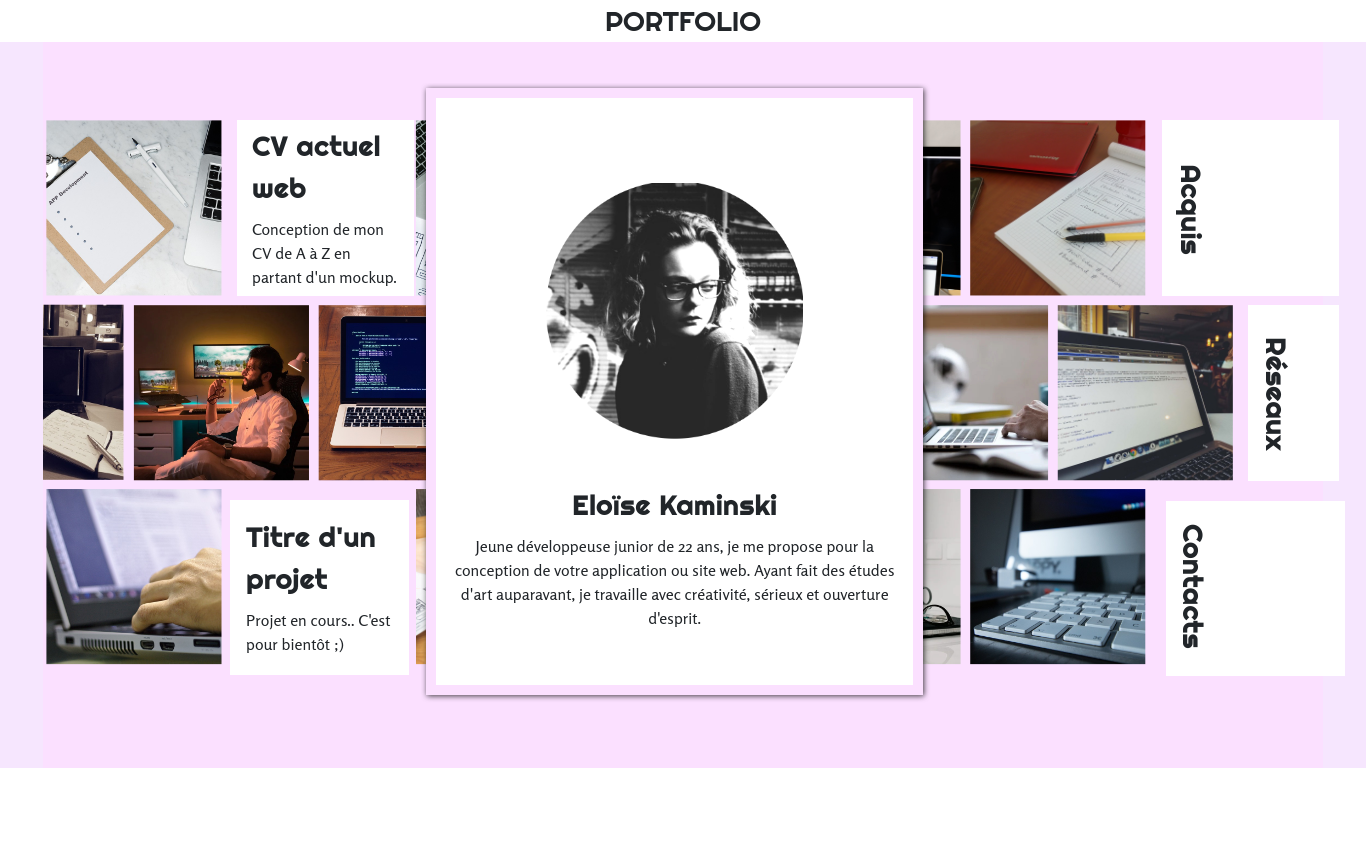 PORTFOLIO
CV actuel
web
Conception de mon
CV de A à Z en
partant d'un mockup.
APP Development
Titre d'un
projet
Projet en cours.. C'est
pour bientôt ;)
Eloïse Kaminski
Jeune développeuse junior de 22 ans, je me propose pour la
conception de votre application ou site web. Ayant fait des études
d'art auparavant, je travaille avec créativité, sérieux et ouverture
d'esprit.
Acquis
Réseaux
Contacts